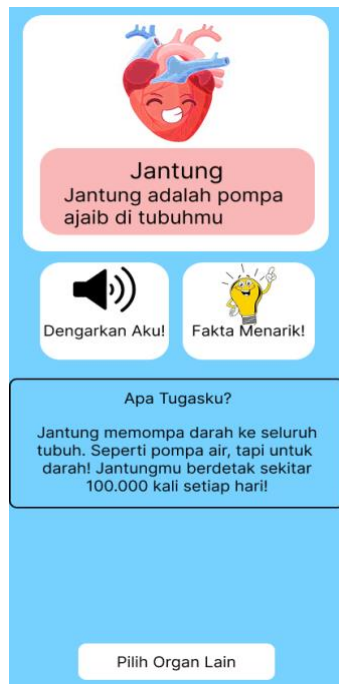 Jantung
Jantung adalah pompa
ajaib di tubuhmu
Dengarkan Aku!
Fakta Menarik!
Apa Tugasku?
Jantung memompa darah ke seluruh
tubuh. Seperti pompa air, tapi untuk
darah! Jantungmu berdetak sekitar
100.000 kali setiap hari!
Pilih Organ Lain